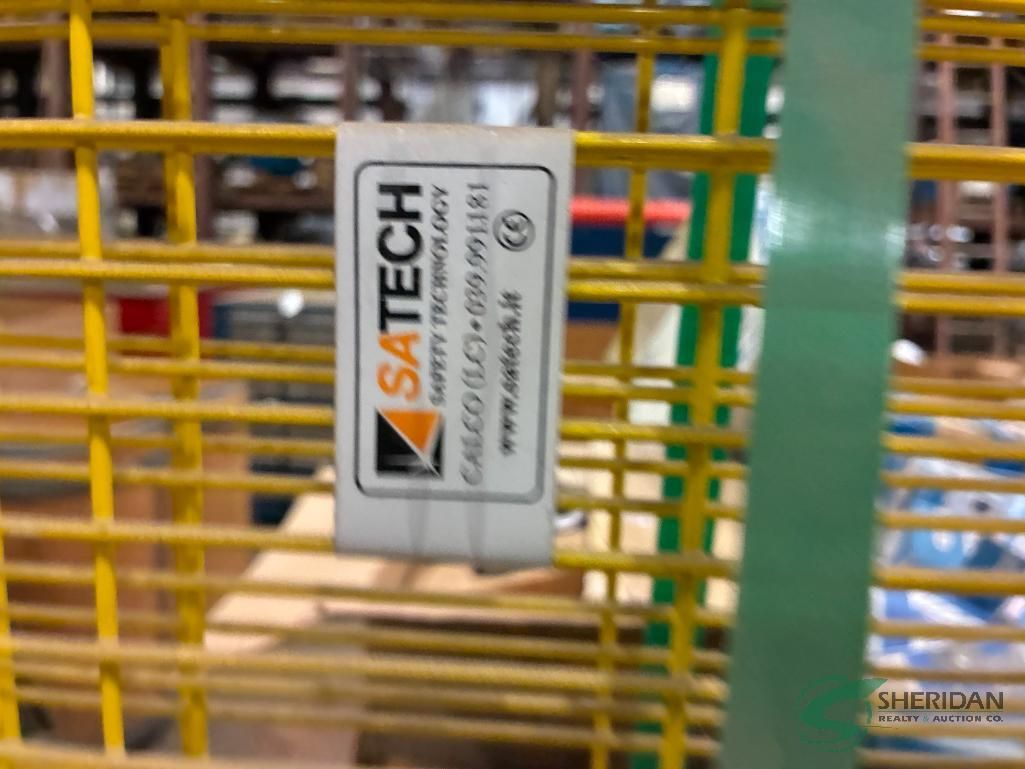 SATECH
SAFETY TECHNOLOGY
CALCO (LC) • 039.991181
www.satech.it
CE
SHERIDAN
REALTY & AUCTION CO.